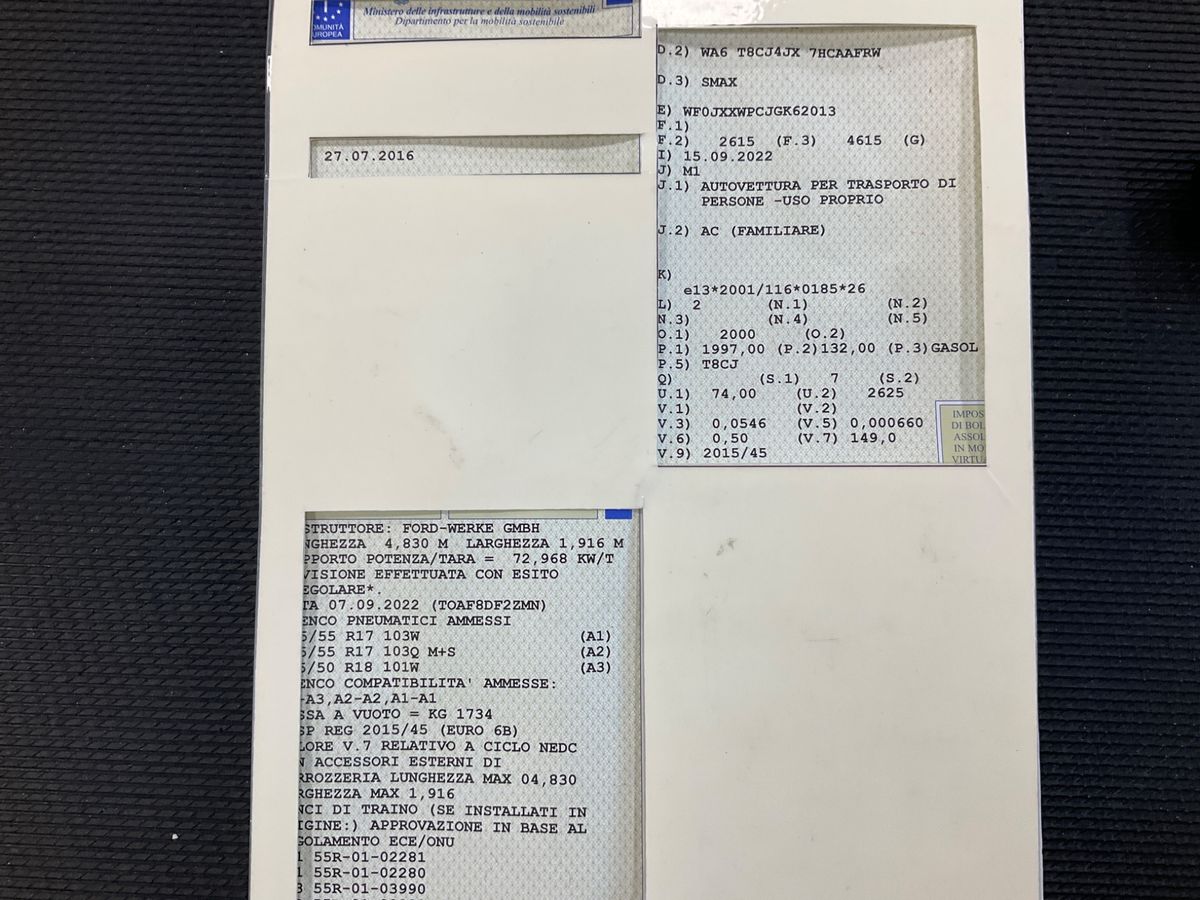 OMUNITÀ
UROPEA
Ministero delle infrastrutture e della mobilità sostenibili
Dipartimento per la mobilità sostenibile
27.07.2016
D.2) WA6 T8CJ4JX 7HCAAFRW
D.3) SMAX
E) WF0JXXWPCJGK62013
F.1)
F.2) 2615 (F.3) 4615 (G)
I) 15.09.2022
J) M1
J.1) AUTOVETTURA PER TRASPORTO DI
PERSONE -USO PROPRIO
J.2) AC (FAMILIARE)
K)
e13*2001/116*0185*26
L) 2 (N.1) (N.2)
N.3) (N.4) (N.5)
O.1) 2000 (O.2)
P.1) 1997,00 (P.2)132,00 (P.3)GASOL
P.5) T8CJ
Q) (S.1) 7 (S.2)
U.1) 74,00 (U.2) 2625
V.1) (V.2)
V.3) 0,0546 (V.5) 0,000660
V.6) 0,50 (V.7) 149,0
V.9) 2015/45
IMPOS
DI BOL
ASSOL
IN MO
VIRTU
STRUTTORE: FORD-WERKE GMBH
NGHEZZA 4,830 M LARGHEZZA 1,916 M
PPORTO POTENZA/TARA = 72,968 KW/T
VISIONE EFFETTUATA CON ESITO
EGOLARE*.
TA 07.09.2022 (TOAF8DF2ZMN)
ENCO PNEUMATICI AMMESSI
5/55 R17 103W (A1)
5/55 R17 103Q M+S (A2)
5/50 R18 101W (A3)
ENCO COMPATIBILITA' AMMESSE:
-A3,A2-A2,A1-A1
SSA A VUOTO = KG 1734
SP REG 2015/45 (EURO 6B)
LORE V.7 RELATIVO A CICLO NEDC
N ACCESSORI ESTERNI DI
RROZZERIA LUNGHEZZA MAX 04,830
RGHEZZA MAX 1,916
NCI DI TRAINO (SE INSTALLATI IN
IGINE:) APPROVAZIONE IN BASE AL
GOLAMENTO ECE/ONU
1 55R-01-02281
1 55R-01-02280
3 55R-01-03990